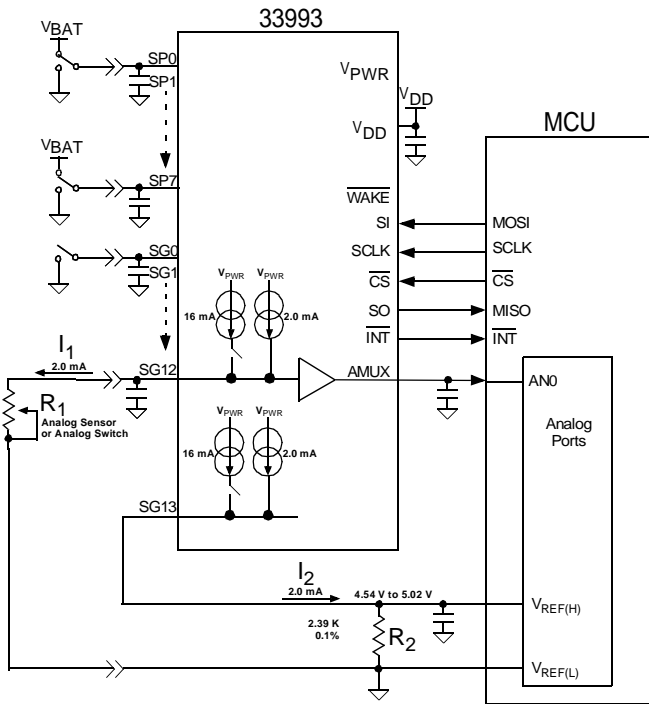 33993
VBAT
SP0
SP1
VPWR
VDD
VDD
MCU
VBAT
SP7
WAKE
SI
MOSI
SG0
SCLK
SCLK
SG1
CS
CS
VPWR
VPWR
SO
MISO
16 mA
2.0 mA
INT
INT
I1
2.0 mA
SG12
AMUX
AN0
R1
Analog Sensor
or Analog Switch
Analog
Ports
VPWR
VPWR
16 mA
2.0 mA
SG13
I2
2.0 mA
4.54 V to 5.02 V
VREF(H)
2.39 K
0.1%
R2
VREF(L)